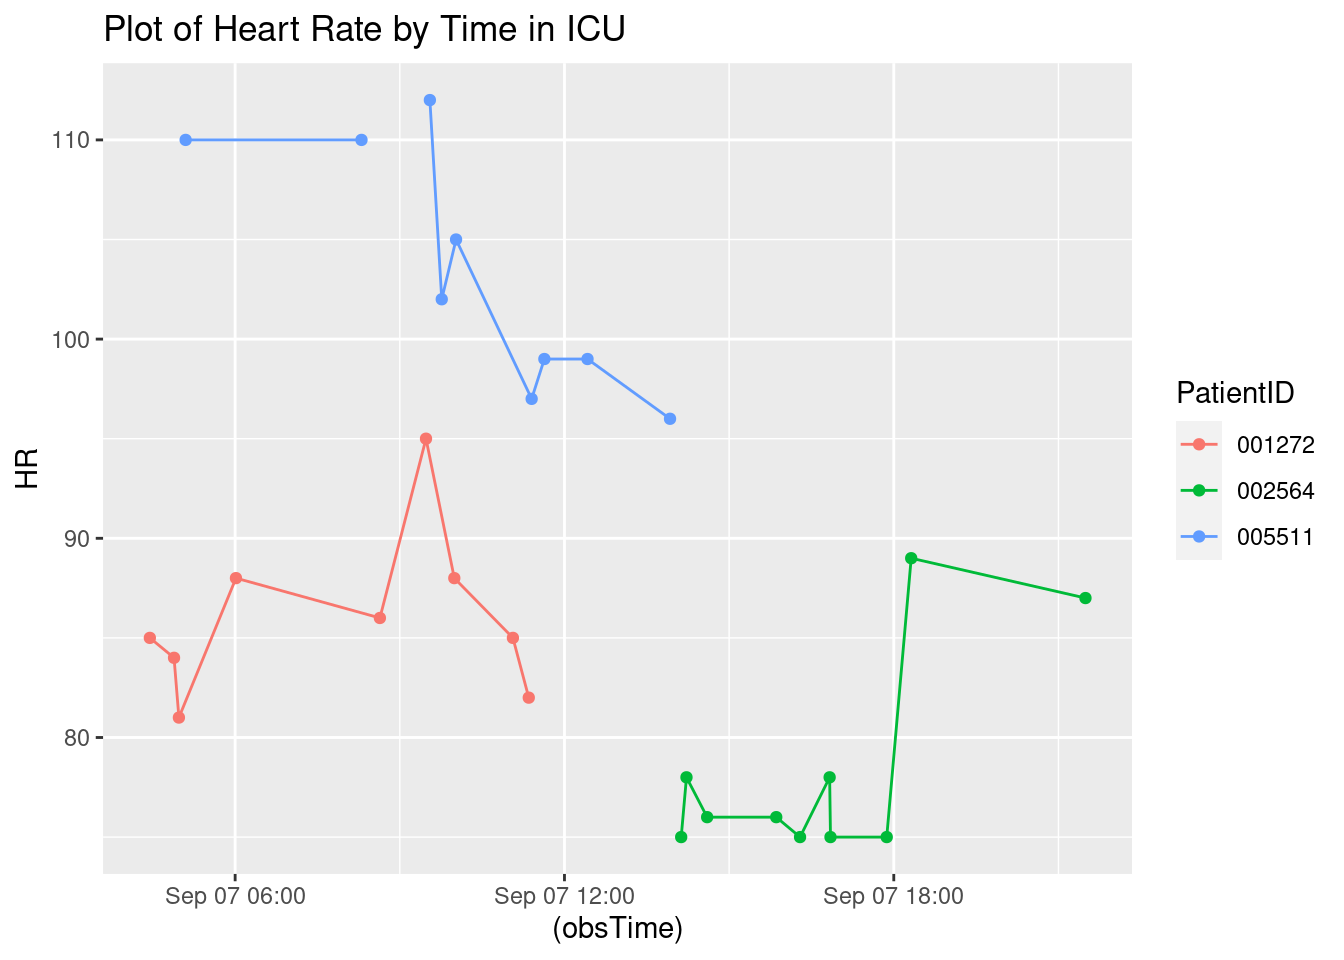 Plot of Heart Rate by Time in ICU
110
100
90
80
HR
Sep 07 06:00
Sep 07 12:00
Sep 07 18:00
(obsTime)
PatientID
001272
002564
005511